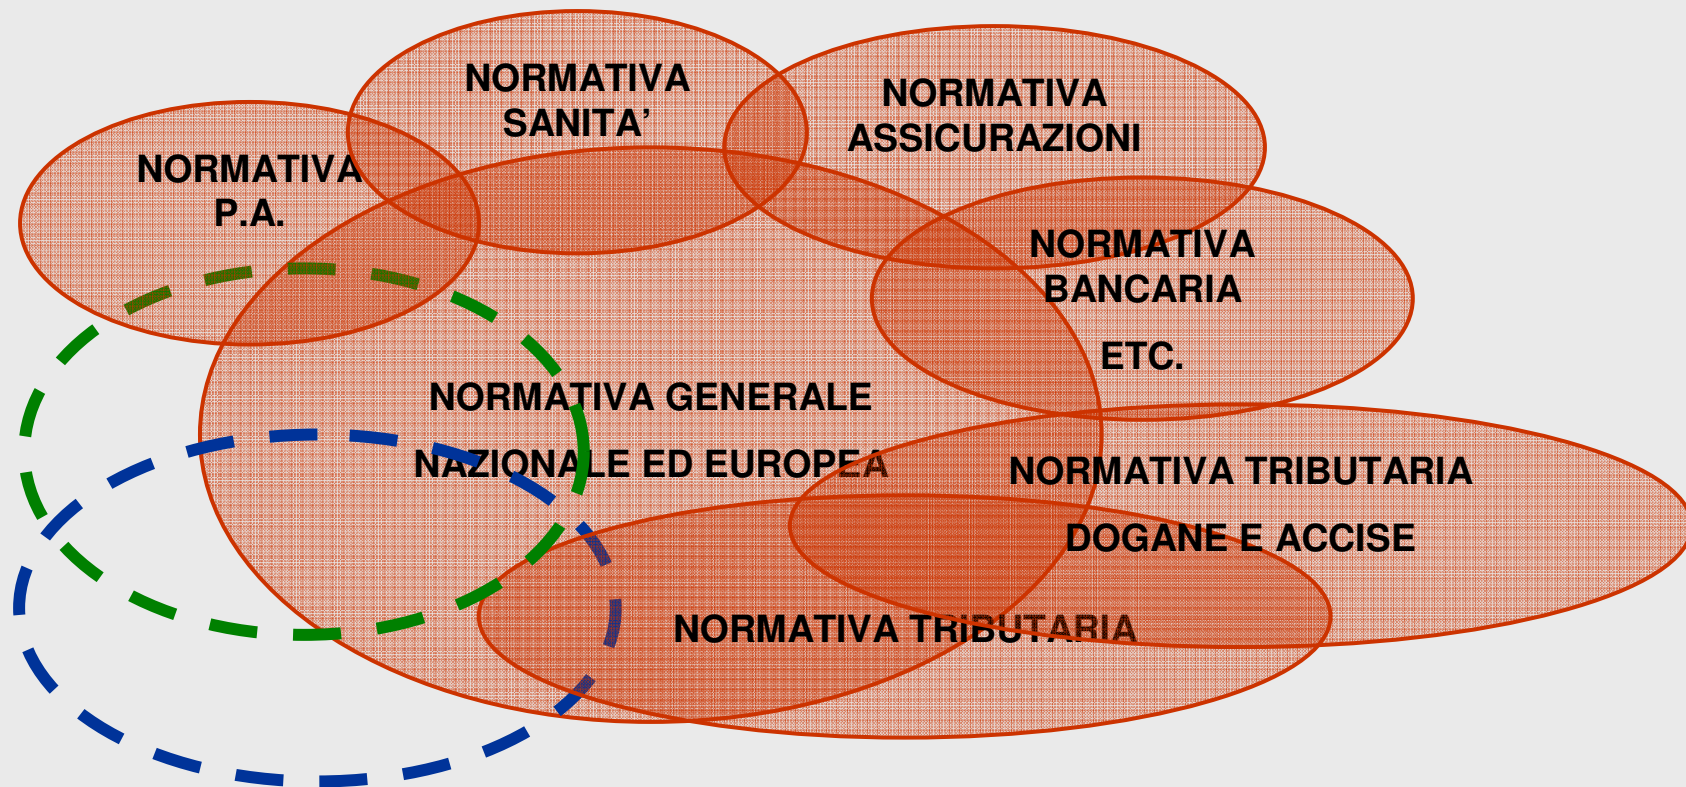 NORMATIVA
SANITA’
NORMATIVA
ASSICURAZIONI
NORMATIVA
P.A.
NORMATIVA
BANCARIA
ETC.
NORMATIVA GENERALE
NAZIONALE ED EUROPEA
NORMATIVA TRIBUTARIA
DOGANE E ACCISE
NORMATIVA TRIBUTARIA